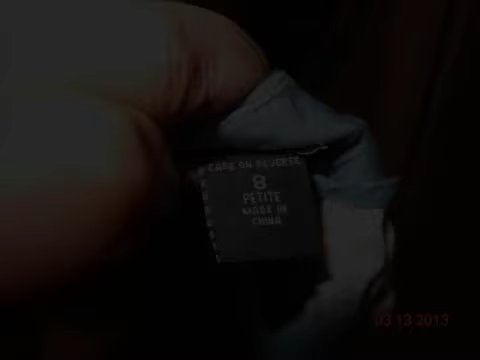 CARE ON REVERSE
8
PETITE
MADE IN
CHINA
03 13 2013